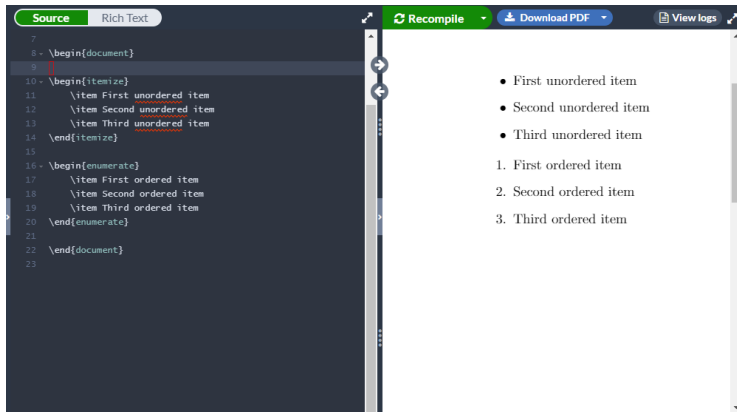 Source Rich Text
Recompile Download PDF View logs
7
8 \begin{document}
9
10 \begin{itemize}
11 \item First unordered item
12 \item Second unordered item
13 \item Third unordered item
14 \end{itemize}
15
16 \begin{enumerate}
17 \item First ordered item
18 \item Second ordered item
19 \item Third ordered item
20 \end{enumerate}
21
22 \end{document}
23
• First unordered item
• Second unordered item
• Third unordered item
1. First ordered item
2. Second ordered item
3. Third ordered item